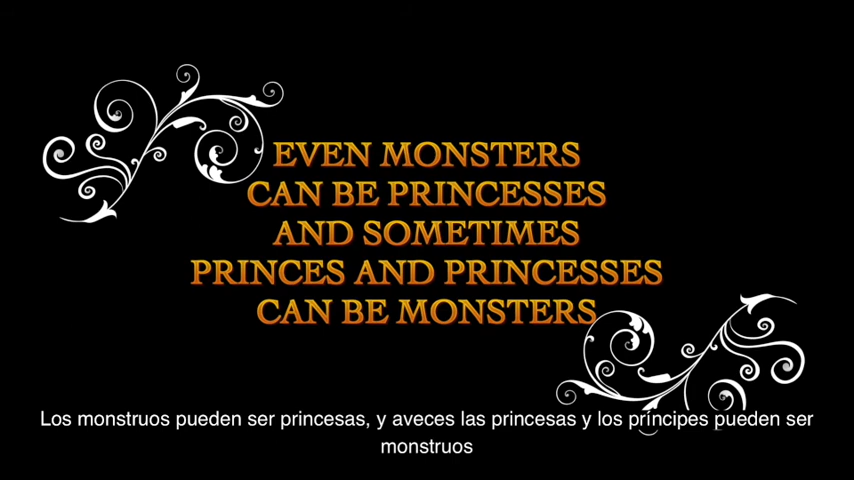 EVEN MONSTERS
CAN BE PRINCESSES
AND SOMETIMES
PRINCES AND PRINCESSES
CAN BE MONSTERS
Los monstruos pueden ser princesas, y aveces las princesas y los príncipes pueden ser
monstruos